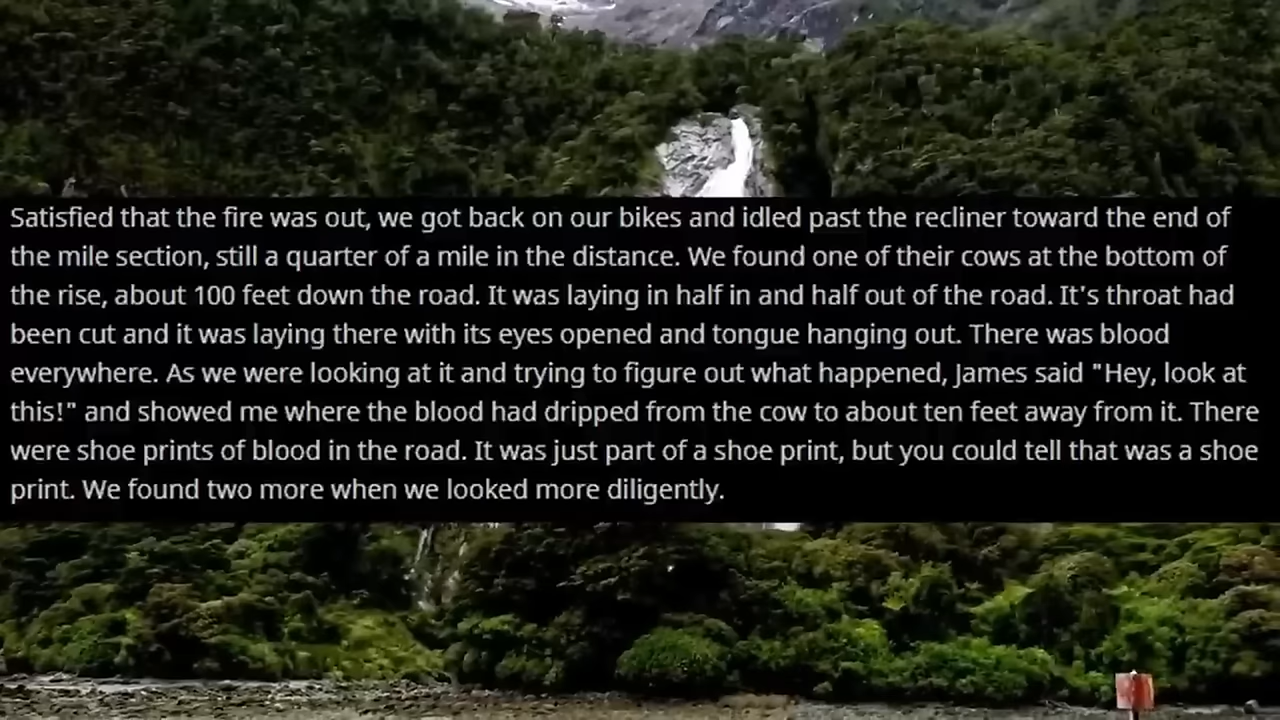 Satisfied that the fire was out, we got back on our bikes and idled past the recliner toward the end of
the mile section, still a quarter of a mile in the distance. We found one of their cows at the bottom of
the rise, about 100 feet down the road. It was laying in half in and half out of the road. It's throat had
been cut and it was laying there with its eyes opened and tongue hanging out. There was blood
everywhere. As we were looking at it and trying to figure out what happened, James said "Hey, look at
this!" and showed me where the blood had dripped from the cow to about ten feet away from it. There
were shoe prints of blood in the road. It was just part of a shoe print, but you could tell that was a shoe
print. We found two more when we looked more diligently.